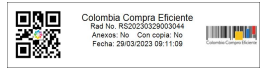 Colombia Compra Eficiente
Rad No. RS20230329003044
Anexos: No Con copia: No
Fecha: 29/03/2023 09:11:09
Colombia Compra Eficiente